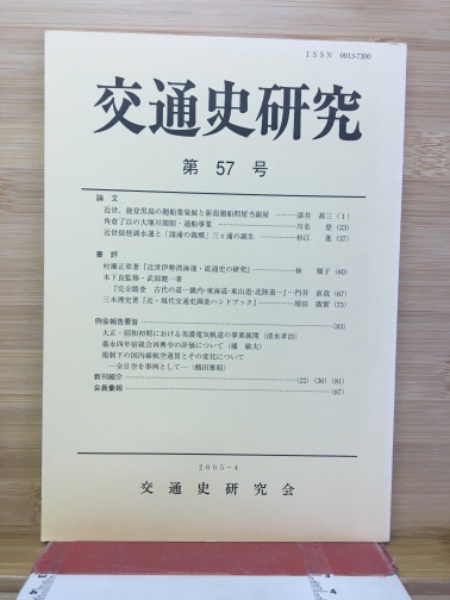 ISSN 0913-7300
交通史研究
第 57 号
論 文
近世、能登黒島の廻船業発展と新潟廻船問屋当銀屋 ………深井 甚三 (1)
角倉了以の大堰川開削・通船事業 ………川名 登 (23)
近世琵琶湖水運と「諸浦の親郷」三ヶ浦の誕生 ………杉江 進 (37)
書 評
村瀬正章著『近世伊勢湾海運・流通史の研究』………林 順子 (60)
木下良監修・武部健一著
『完全踏査 古代の道―畿内・東海道・東山道・北陸道―』…門井 直哉 (67)
三木理史著『近・現代交通史調査ハンドブック』………増田 廣實 (75)
例会報告要旨 ………(83)
大正・昭和初期における美濃電気軌道の事業展開 (清水孝治)
嘉永四年宿組合再興令の評価について (橘 敏夫)
規制下の国内線航空運賃とその変化について
―全日空を事例として― (鶴田雅昭)
新刊紹介 ………(22) (36) (81)
会員彙報 ………(87)
2005-4
交通史研究会